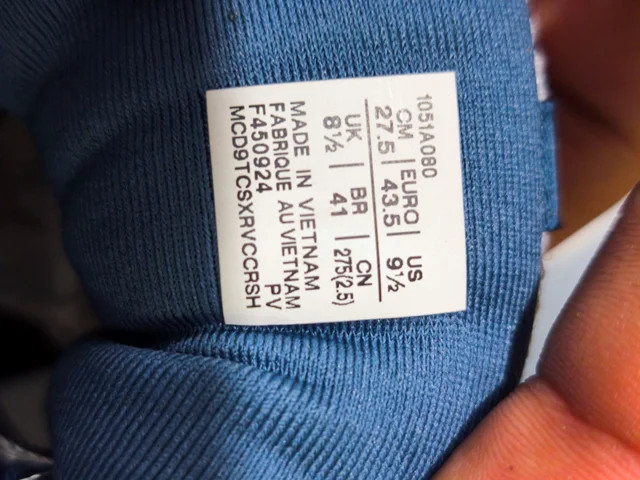 1051A080
CM | EURO | US
27.5 | 43.5 | 9½
UK | BR | CN
8½ | 41 | 275(2.5)
MADE IN VIETNAM
FABRIQUE AU VIETNAM
F450924 PV
MCD9TCSXRVCCRSH